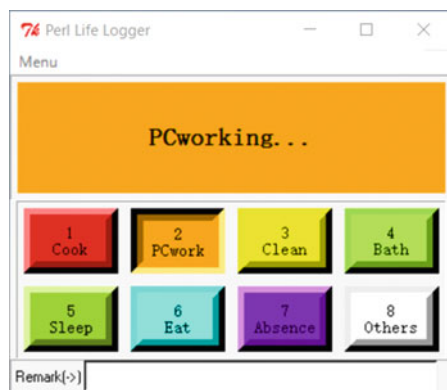 Perl Life Logger
Menu
PCworking...
1
Cook
2
PCwork
3
Clean
4
Bath
5
Sleep
6
Eat
7
Absence
8
Others
Remark(->)